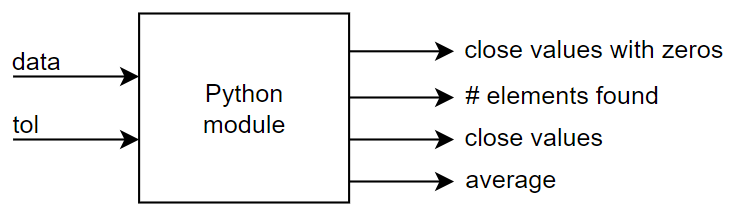 data
tol
Python
module
close values with zeros
# elements found
close values
average